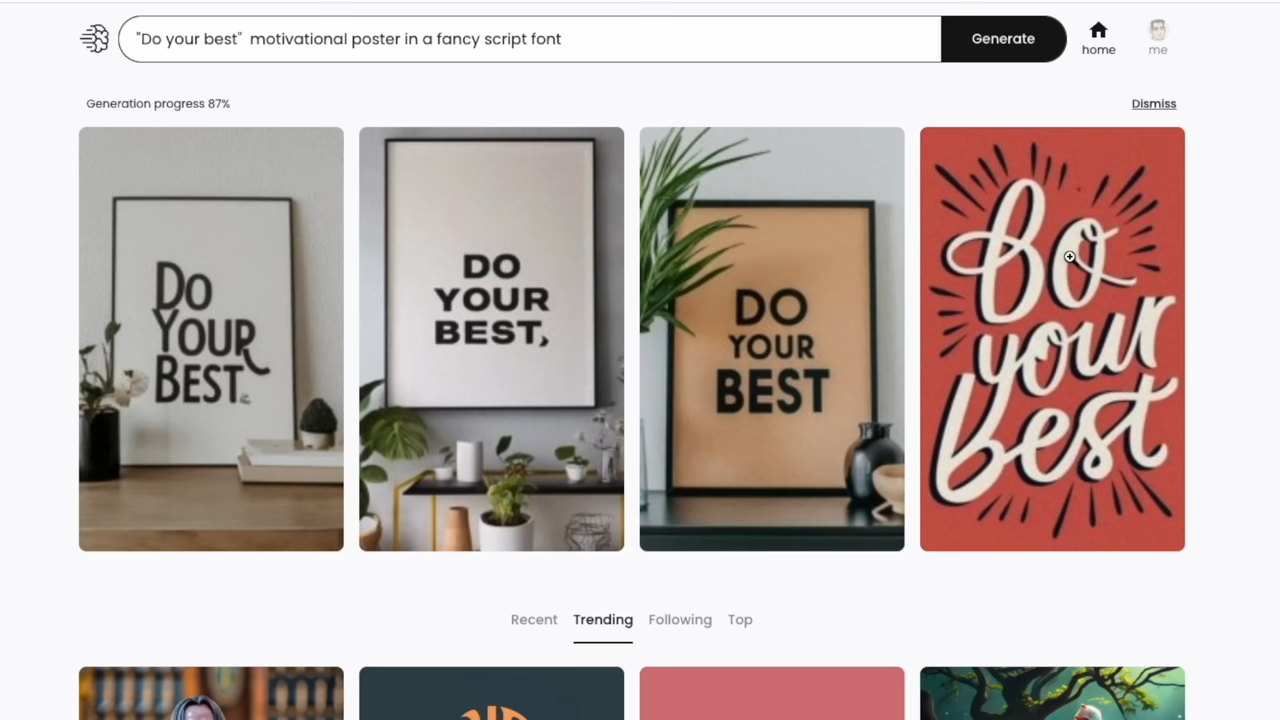 "Do your best" motivational poster in a fancy script font
Generate
home
me
Generation progress 87%
Dismiss
DO
YOUR
BEST.
DO
YOUR
BEST,
DO
YOUR
BEST
Bo
your
best
Recent Trending Following Top